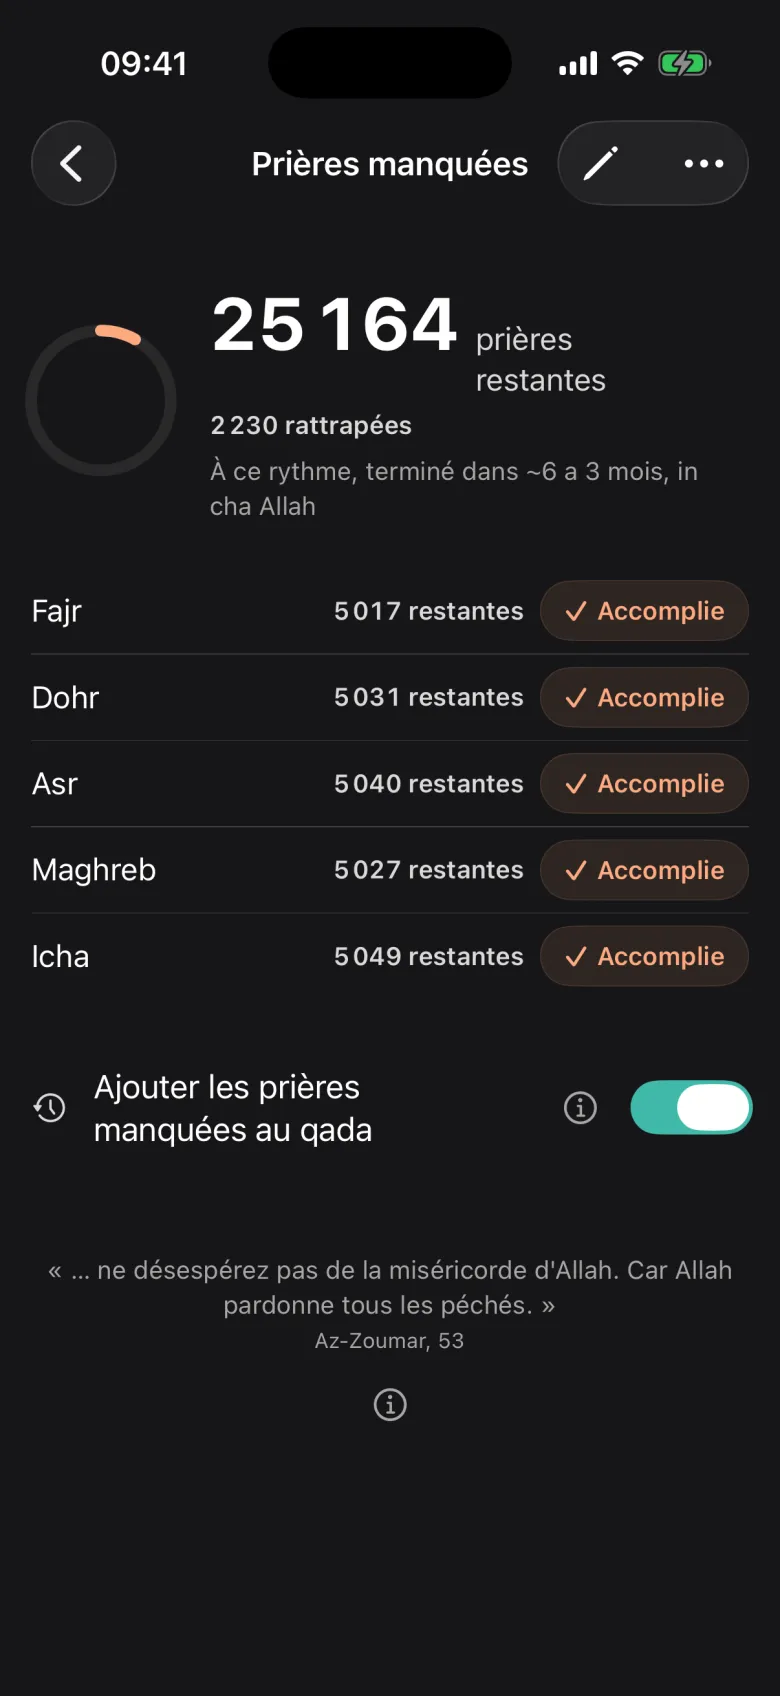 09:41
Prières manquées
25 164 prières
restantes
2 230 rattrapées
À ce rythme, terminé dans ~6 a 3 mois, in
cha Allah
Fajr 5 017 restantes Accomplie
Dohr 5 031 restantes Accomplie
Asr 5 040 restantes Accomplie
Maghreb 5 027 restantes Accomplie
Icha 5 049 restantes Accomplie
Ajouter les prières
manquées au qada
« ... ne désespérez pas de la miséricorde d'Allah. Car Allah
pardonne tous les péchés. »
Az-Zoumar, 53